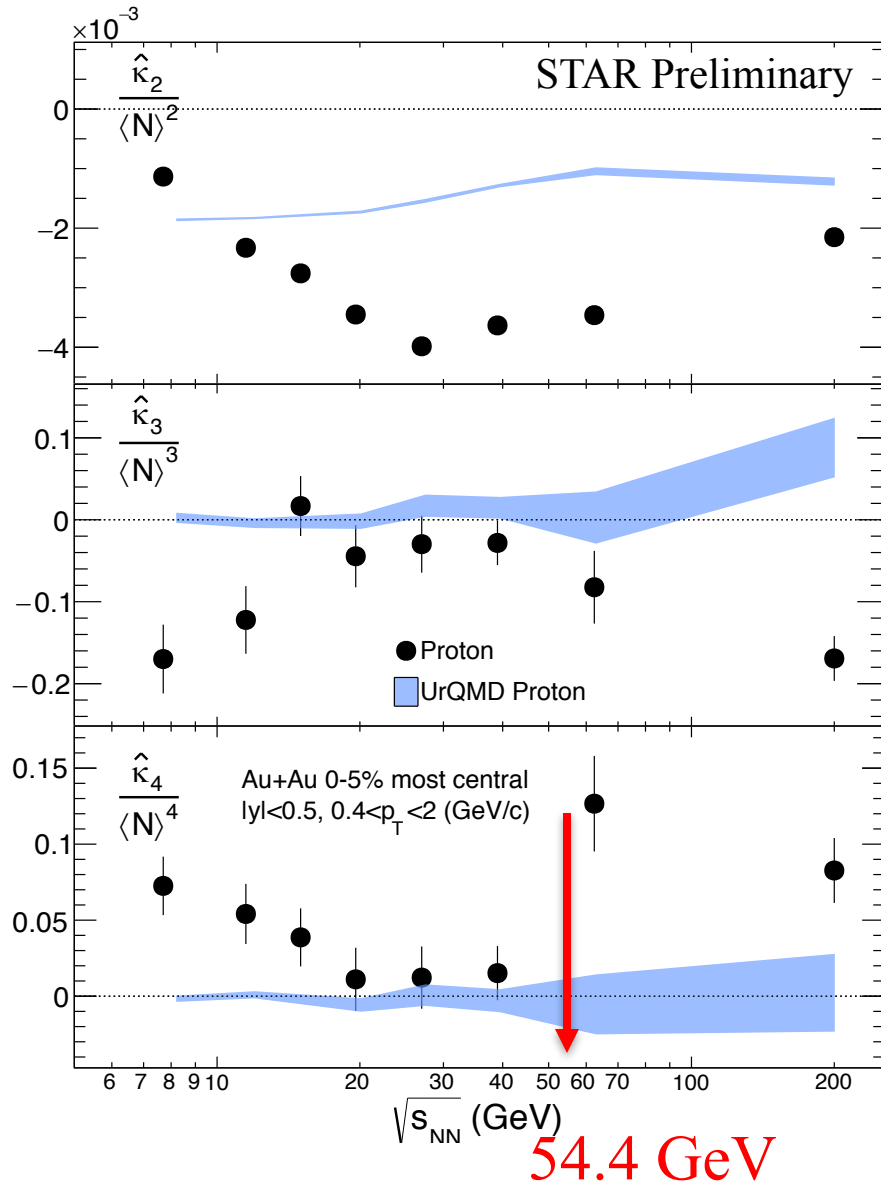 ×10⁻³
STAR Preliminary
κ̂₂
⟨N⟩²
0
−2
−4
κ̂₃
⟨N⟩³
0.1
0
−0.1
−0.2
Proton
UrQMD Proton
κ̂₄
⟨N⟩⁴
Au+Au 0-5% most central
|y|<0.5, 0.4<p_T<2 (GeV/c)
0.15
0.1
0.05
0
6 7 8 9 10 20 30 40 50 60 70 100 200
√s_NN (GeV)
54.4 GeV